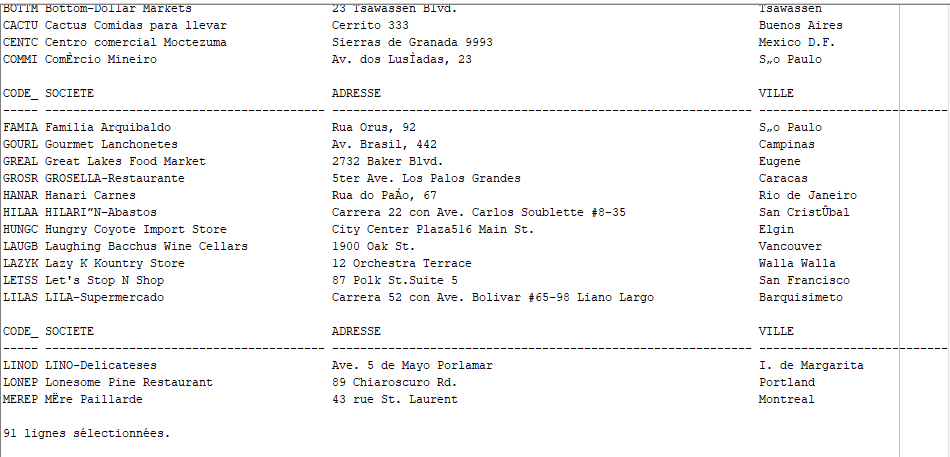 BOTTM Bottom-Dollar Markets 23 Tsawassen Blvd. Tsawassen
CACTU Cactus Comidas para llevar Cerrito 333 Buenos Aires
CENTC Centro comercial Moctezuma Sierras de Granada 9993 Mexico D.F.
COMMI ComÈrcio Mineiro Av. dos LusÌadas, 23 S„o Paulo
CODE_ SOCIETE ADRESSE VILLE
----- ---------------------------------------- ------------------------------------------------------------ ---------------------------
FAMIA Familia Arquibaldo Rua Orus, 92 S„o Paulo
GOURL Gourmet Lanchonetes Av. Brasil, 442 Campinas
GREAL Great Lakes Food Market 2732 Baker Blvd. Eugene
GROSR GROSELLA-Restaurante 5ter Ave. Los Palos Grandes Caracas
HANAR Hanari Carnes Rua do PaÁo, 67 Rio de Janeiro
HILAA HILARI”N-Abastos Carrera 22 con Ave. Carlos Soublette #8-35 San CristÛbal
HUNGC Hungry Coyote Import Store City Center Plaza516 Main St. Elgin
LAUGB Laughing Bacchus Wine Cellars 1900 Oak St. Vancouver
LAZYK Lazy K Kountry Store 12 Orchestra Terrace Walla Walla
LETSS Let's Stop N Shop 87 Polk St.Suite 5 San Francisco
LILAS LILA-Supermercado Carrera 52 con Ave. Bolivar #65-98 Liano Largo Barquisimeto
CODE_ SOCIETE ADRESSE VILLE
----- ---------------------------------------- ------------------------------------------------------------ ---------------------------
LINOD LINO-Delicateses Ave. 5 de Mayo Porlamar I. de Margarita
LONEP Lonesome Pine Restaurant 89 Chiaroscuro Rd. Portland
MEREP MËre Paillarde 43 rue St. Laurent Montreal
91 lignes sélectionnées.